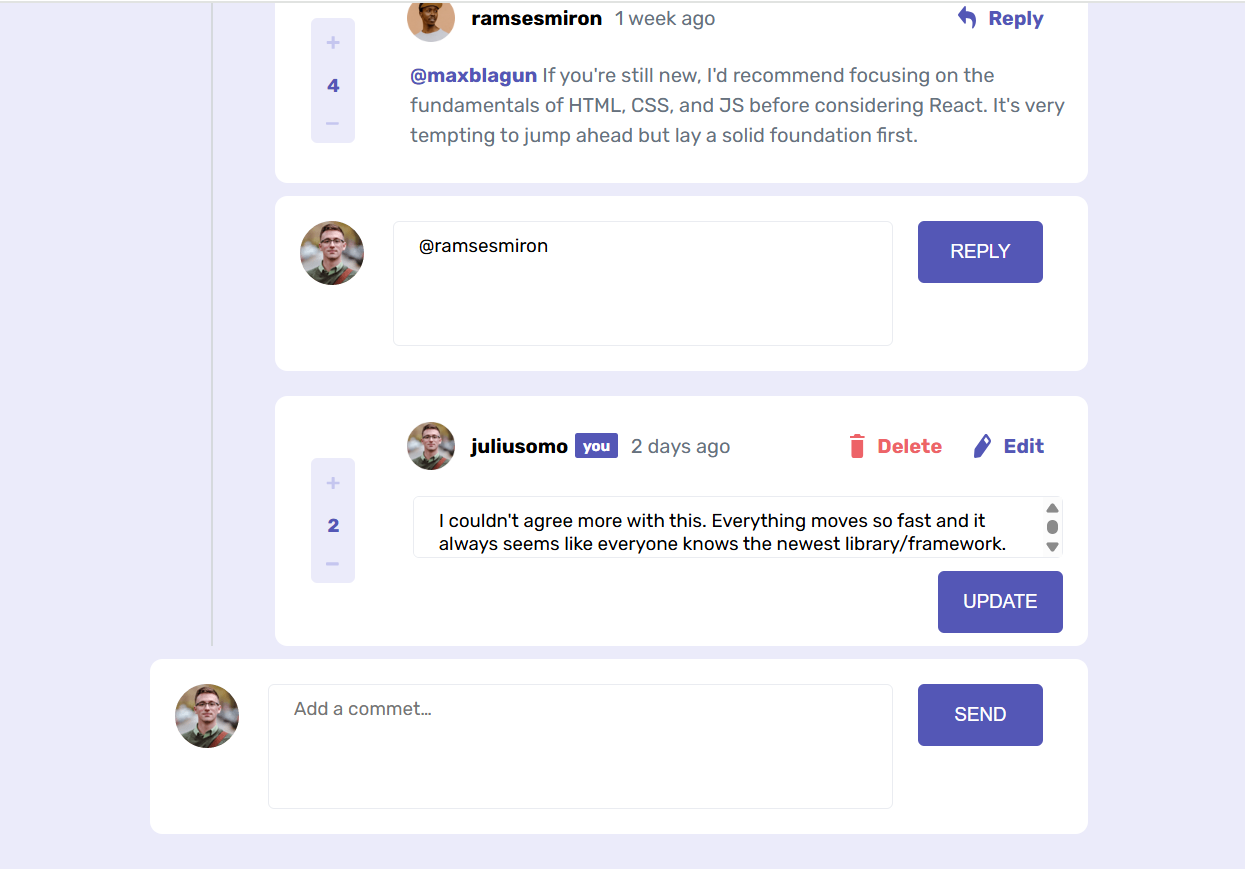 ramsesmiron 1 week ago Reply
+
4
−
@maxblagun If you're still new, I'd recommend focusing on the
fundamentals of HTML, CSS, and JS before considering React. It's very
tempting to jump ahead but lay a solid foundation first.
@ramsesmiron
REPLY
juliusomo you 2 days ago Delete Edit
+
2
−
I couldn't agree more with this. Everything moves so fast and it
always seems like everyone knows the newest library/framework.
UPDATE
Add a commet…
SEND